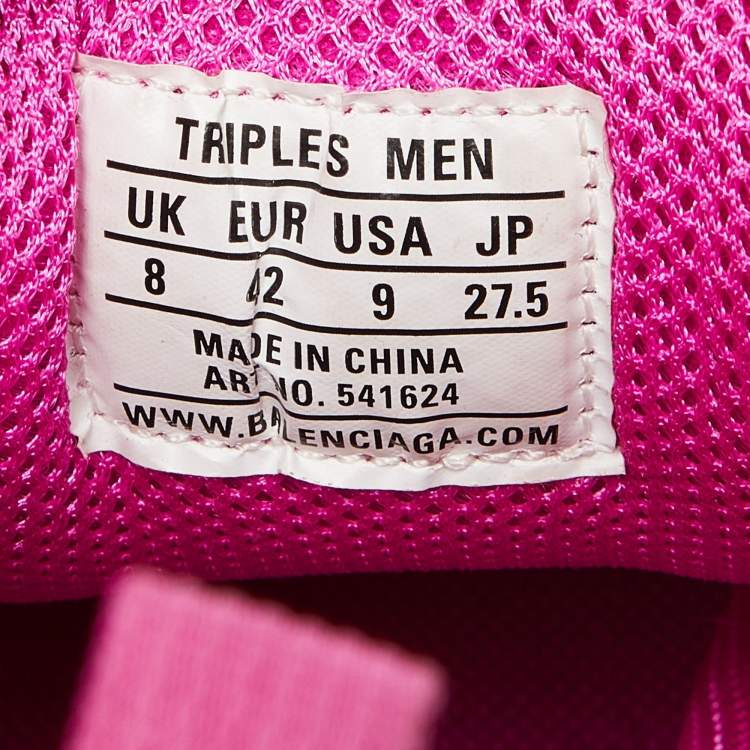 TRIPLES MEN
UK EUR USA JP
8 42 9 27.5
MADE IN CHINA
ART NO. 541624
WWW.BALENCIAGA.COM